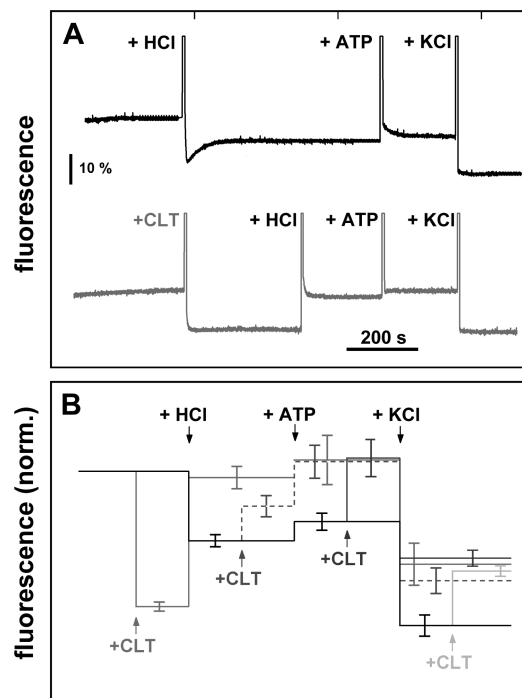 A
+ HCl
+ ATP
+ KCl
fluorescence
10 %
+CLT
+ HCl
+ ATP
+ KCl
200 s
B
+ HCl
+ ATP
+ KCl
fluorescence (norm.)
+CLT
+CLT
+CLT
+CLT